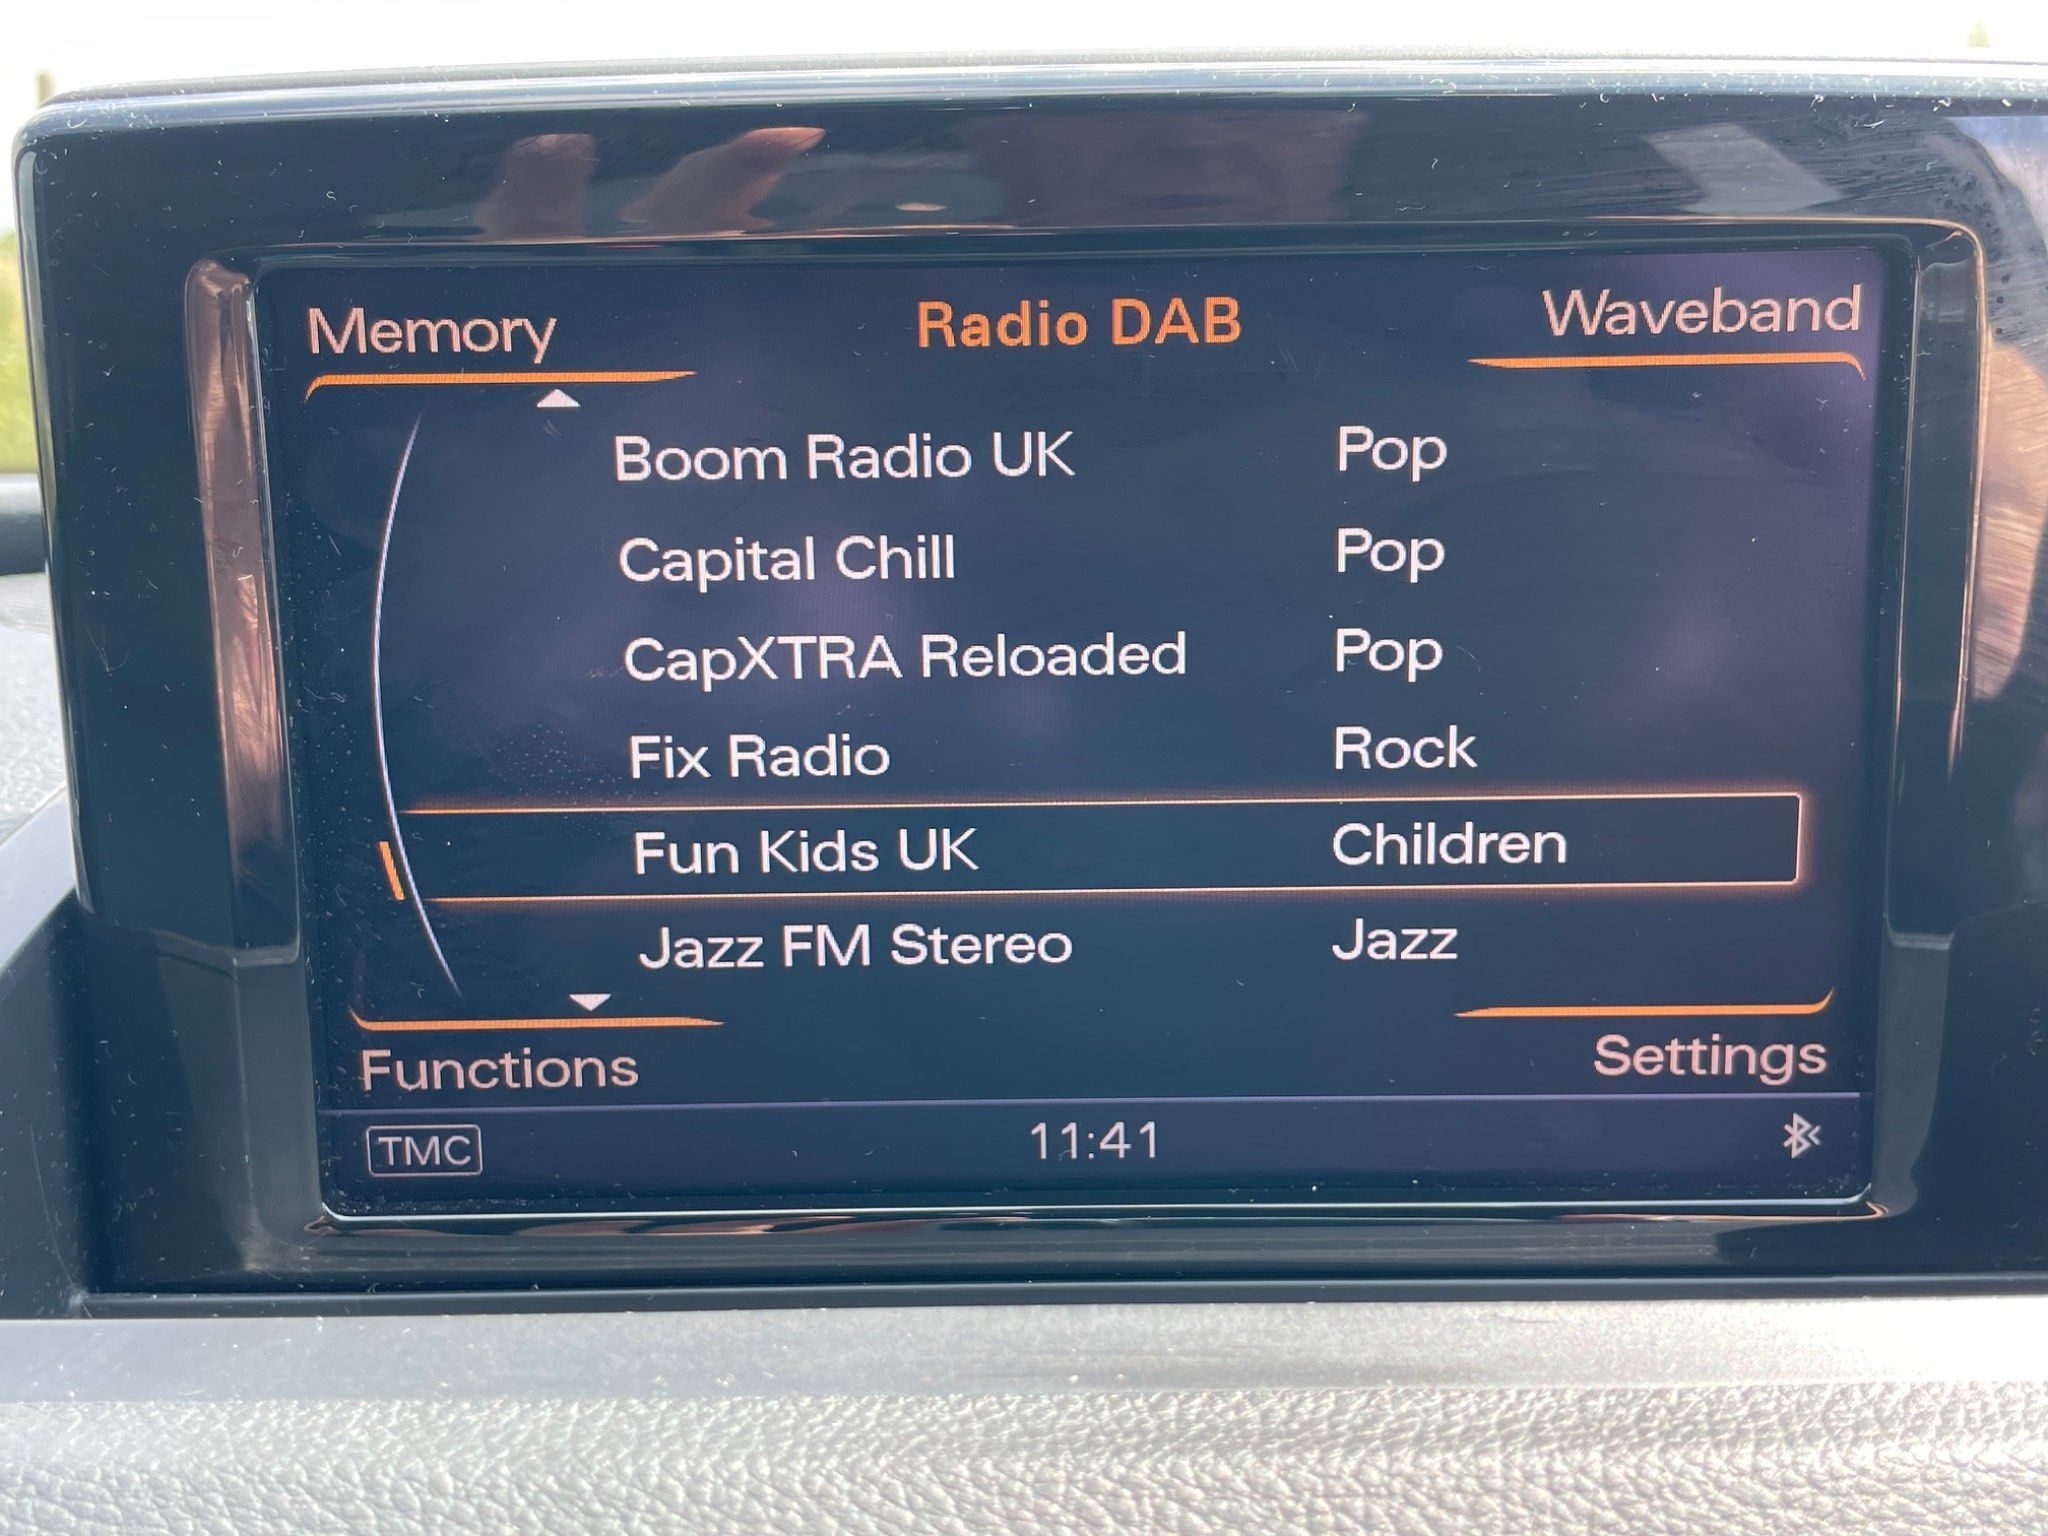 Memory Radio DAB Waveband
Boom Radio UK Pop
Capital Chill Pop
CapXTRA Reloaded Pop
Fix Radio Rock
Fun Kids UK Children
Jazz FM Stereo Jazz
Functions Settings
TMC 11:41